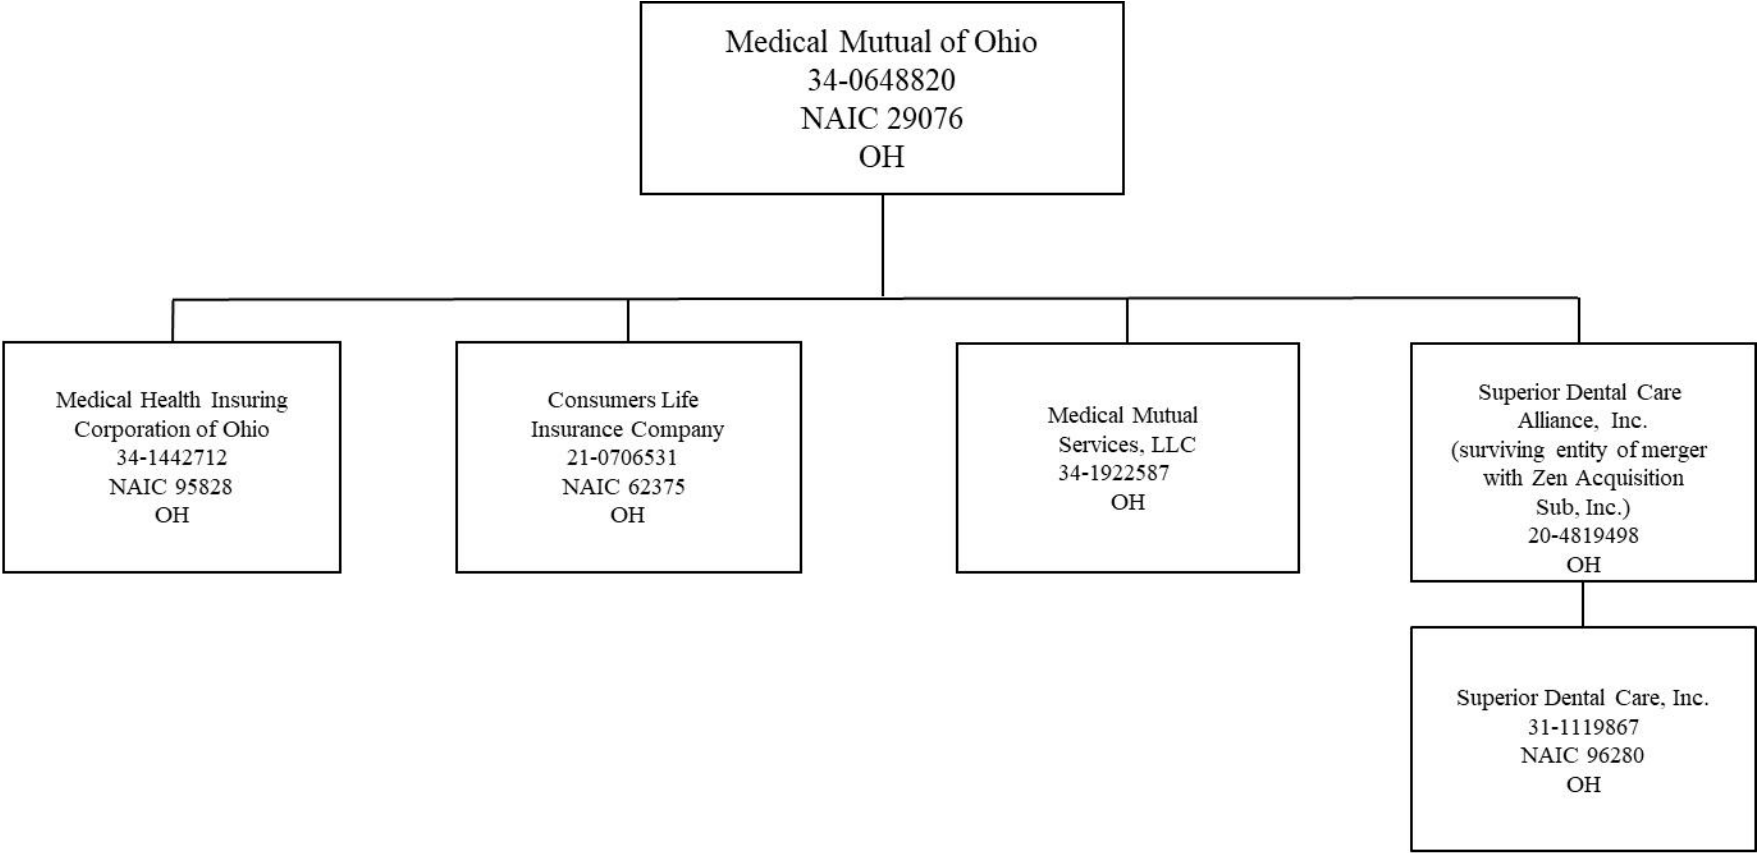 Medical Mutual of Ohio
34-0648820
NAIC 29076
OH
Medical Health Insuring
Corporation of Ohio
34-1442712
NAIC 95828
OH
Consumers Life
Insurance Company
21-0706531
NAIC 62375
OH
Medical Mutual
Services, LLC
34-1922587
OH
Superior Dental Care
Alliance, Inc.
(surviving entity of merger
with Zen Acquisition
Sub, Inc.)
20-4819498
OH
Superior Dental Care, Inc.
31-1119867
NAIC 96280
OH